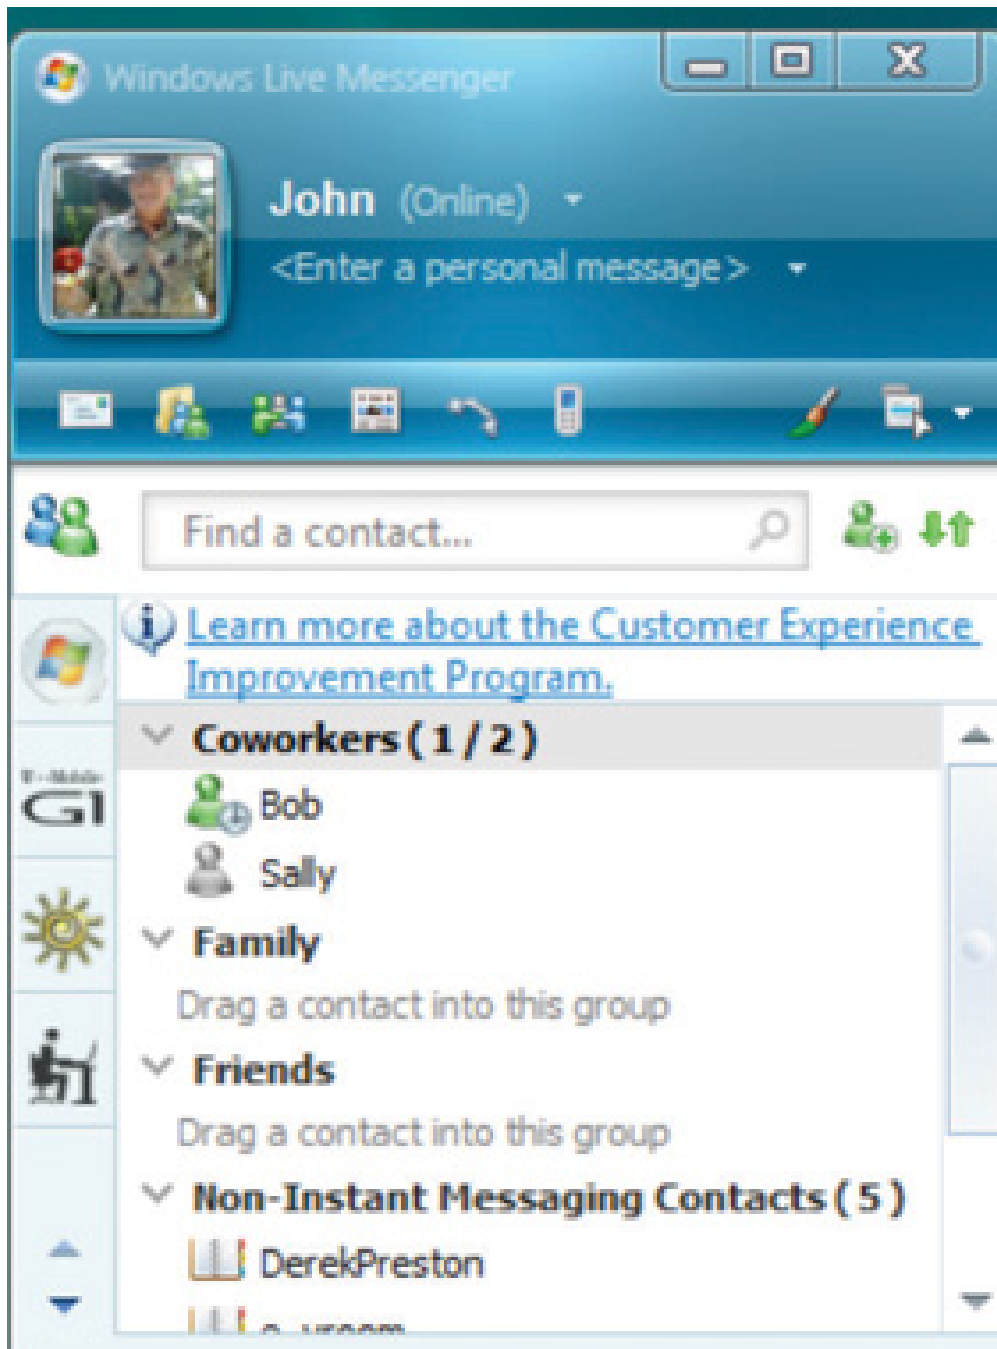 Windows Live Messenger
John (Online)
<Enter a personal message>
Find a contact...
Learn more about the Customer Experience
Improvement Program.
Coworkers ( 1 / 2 )
T-Mobile
G1
Bob
Sally
Family
Drag a contact into this group
Friends
Drag a contact into this group
Non-Instant Messaging Contacts ( 5 )
DerekPreston